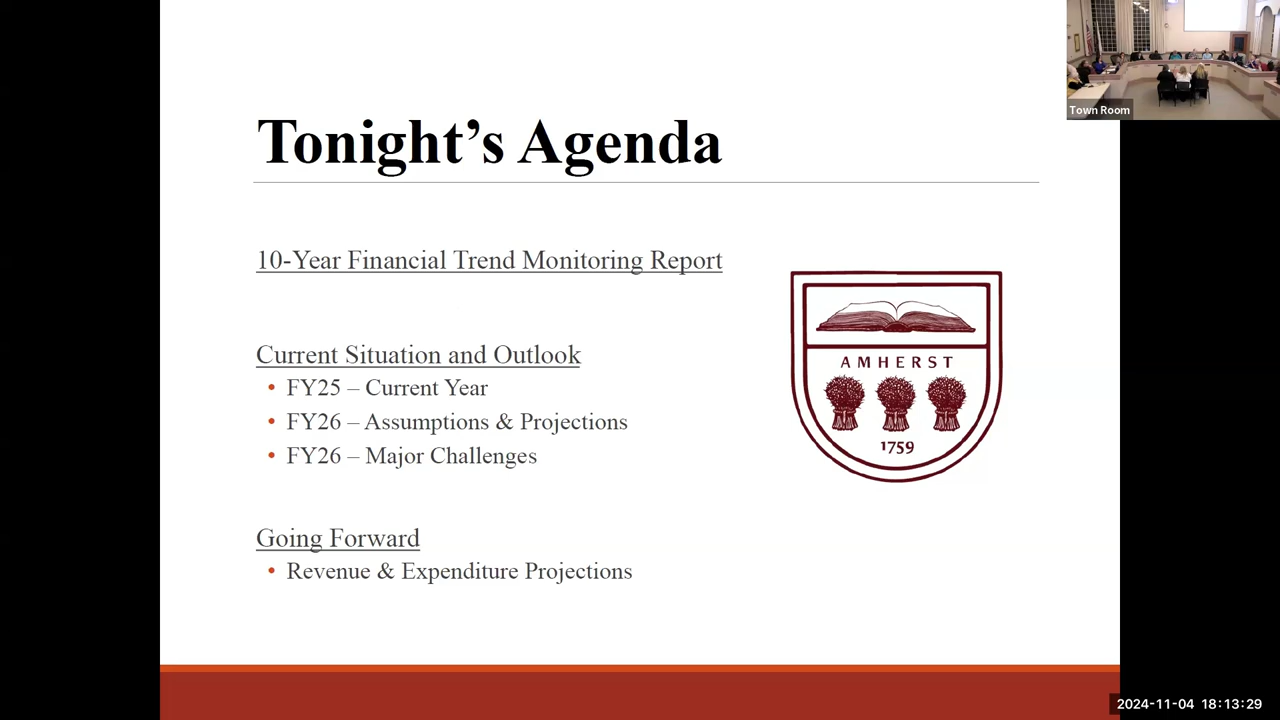 Town Room
Tonight's Agenda
10-Year Financial Trend Monitoring Report
Current Situation and Outlook
• FY25 – Current Year
• FY26 – Assumptions & Projections
• FY26 – Major Challenges
Going Forward
• Revenue & Expenditure Projections
AMHERST
1759
2024-11-04 18:13:29